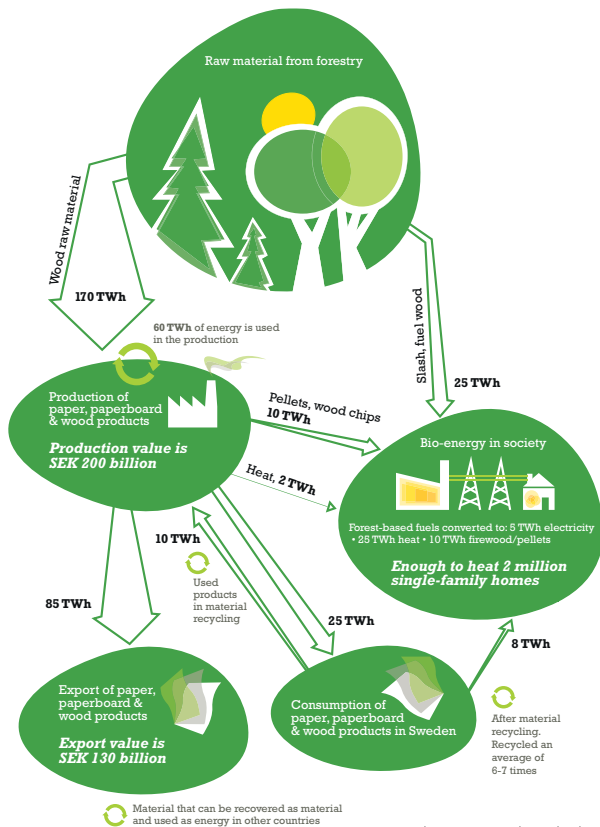 Raw material from forestry
Wood raw material
170 TWh
Slash, fuel wood
25 TWh
60 TWh of energy is used
in the production
Production of
paper, paperboard
& wood products
Production value is
SEK 200 billion
Pellets, wood chips
10 TWh
Heat, 2 TWh
Bio-energy in society
Forest-based fuels converted to: 5 TWh electricity
• 25 TWh heat • 10 TWh firewood/pellets
Enough to heat 2 million
single-family homes
10 TWh
Used
products
in material
recycling
85 TWh
25 TWh
8 TWh
Export of paper,
paperboard &
wood products
Export value is
SEK 130 billion
Consumption of
paper, paperboard
& wood products in Sweden
After material
recycling.
Recycled an
average of
6-7 times
Material that can be recovered as material
and used as energy in other countries